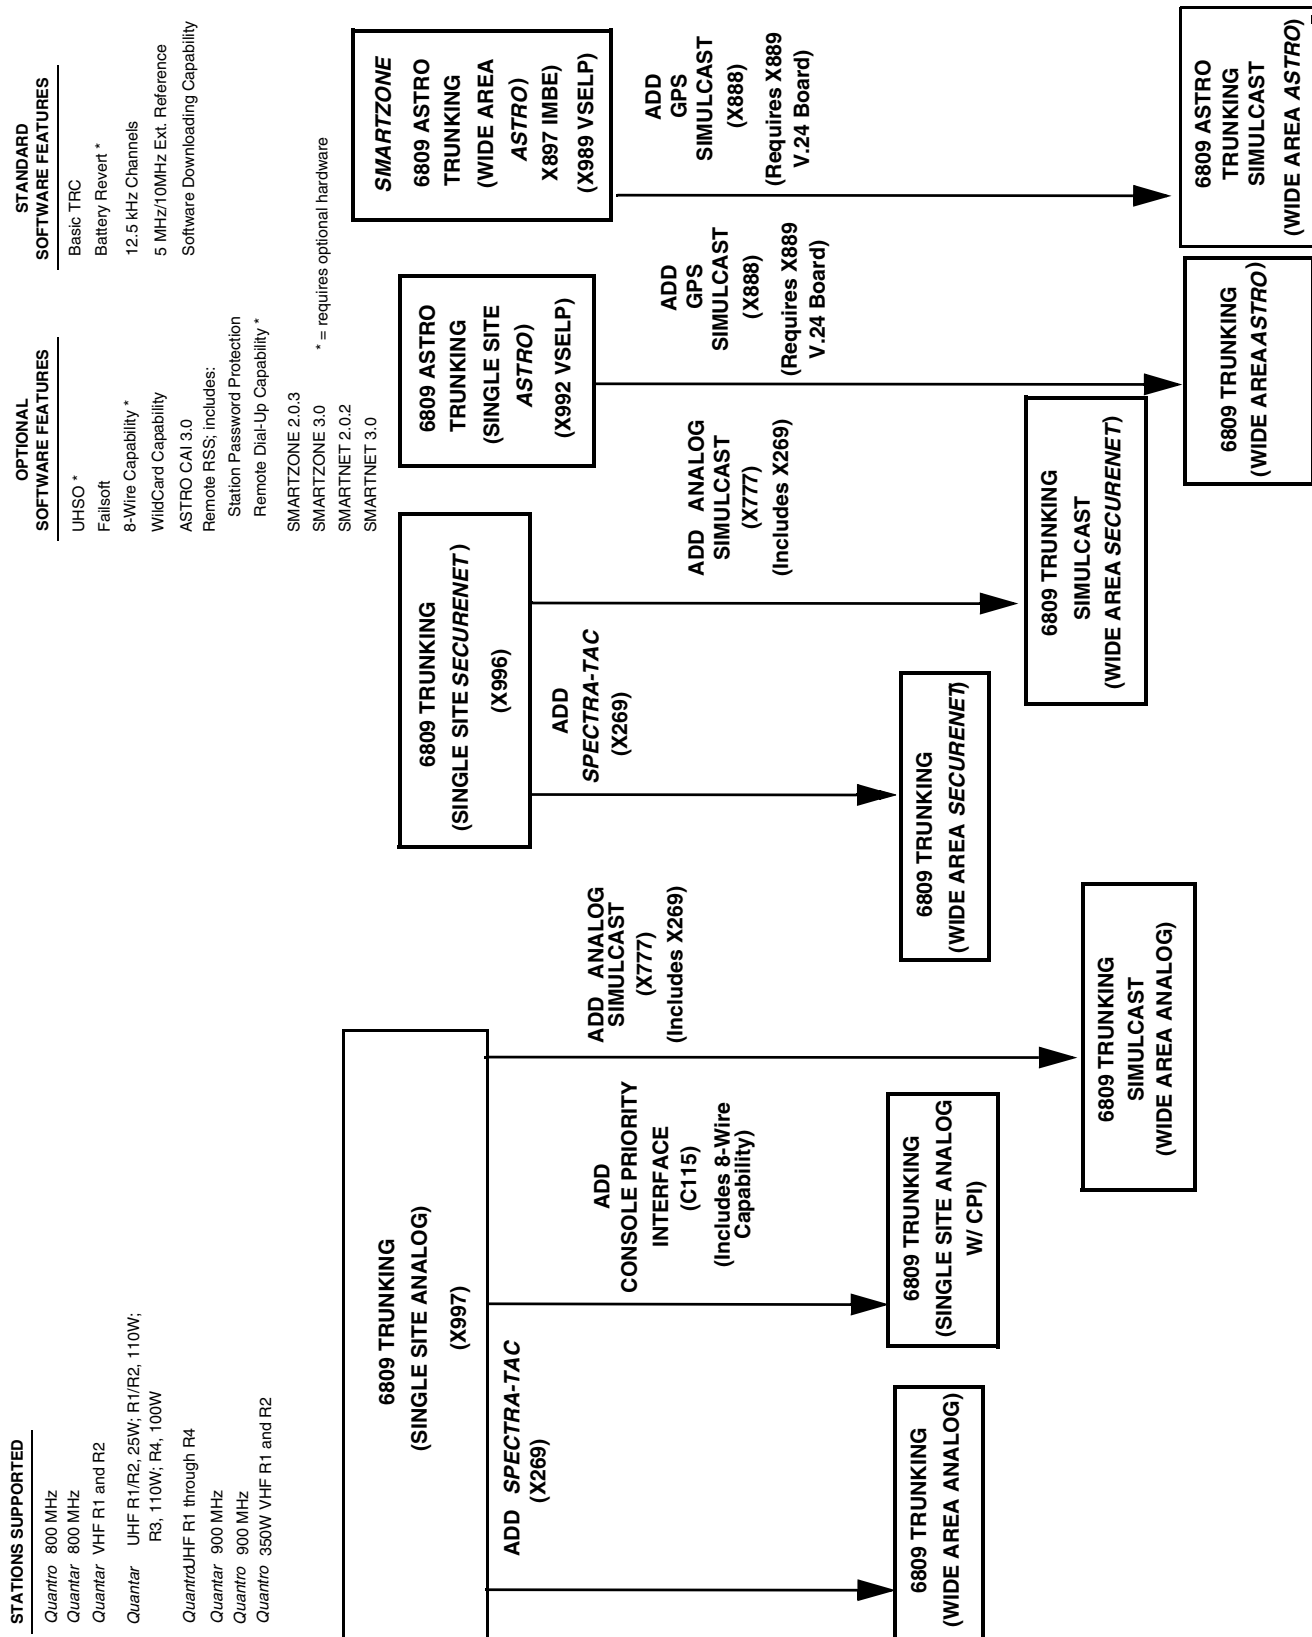 STATIONS SUPPORTED
Quantro 800 MHz
Quantar 800 MHz
Quantar VHF R1 and R2
Quantar UHF R1/R2, 25W; R1/R2, 110W;
R3, 110W; R4, 100W
QuantroUHF R1 through R4
Quantar 900 MHz
Quantro 900 MHz
Quantro 350W VHF R1 and R2
OPTIONAL
SOFTWARE FEATURES
UHSO *
Failsoft
8-Wire Capability *
WildCard Capability
ASTRO CAI 3.0
Remote RSS; includes:
Station Password Protection
Remote Dial-Up Capability *
SMARTZONE 2.0.3
SMARTZONE 3.0
SMARTNET 2.0.2
SMARTNET 3.0
STANDARD
SOFTWARE FEATURES
Basic TRC
Battery Revert *
12.5 kHz Channels
5 MHz/10MHz Ext. Reference
Software Downloading Capability
* = requires optional hardware
6809 TRUNKING
(SINGLE SITE ANALOG)
(X997)
ADD SPECTRA-TAC
(X269)
6809 TRUNKING
(WIDE AREA ANALOG)
ADD
CONSOLE PRIORITY
INTERFACE
(C115)
(Includes 8-Wire
Capability)
6809 TRUNKING
(SINGLE SITE ANALOG
W/ CPI)
ADD ANALOG
SIMULCAST
(X777)
(Includes X269)
6809 TRUNKING
SIMULCAST
(WIDE AREA ANALOG)
6809 TRUNKING
(SINGLE SITE SECURENET)
(X996)
ADD
SPECTRA-TAC
(X269)
6809 TRUNKING
(WIDE AREA SECURENET)
ADD ANALOG
SIMULCAST
(X777)
(Includes X269)
6809 TRUNKING
SIMULCAST
(WIDE AREA SECURENET)
6809 ASTRO
TRUNKING
(SINGLE SITE
ASTRO)
(X992 VSELP)
ADD
GPS
SIMULCAST
(X888)
(Requires X889
V.24 Board)
6809 TRUNKING
(WIDE AREA ASTRO)
SMARTZONE
6809 ASTRO
TRUNKING
(WIDE AREA
ASTRO)
X897 IMBE)
(X989 VSELP)
ADD
GPS
SIMULCAST
(X888)
(Requires X889
V.24 Board)
6809 ASTRO
TRUNKING
SIMULCAST
(WIDE AREA ASTRO)